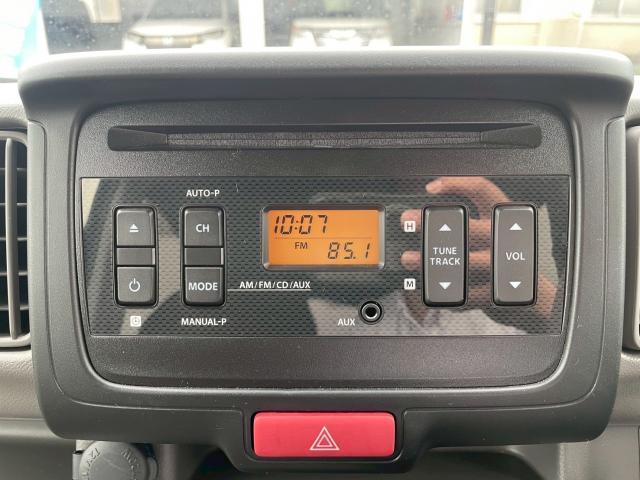 AUTO-P
CH
MODE
AM/FM/CD/AUX
MANUAL-P
10:07
FM 85.1
H
M
AUX
TUNE
TRACK
VOL